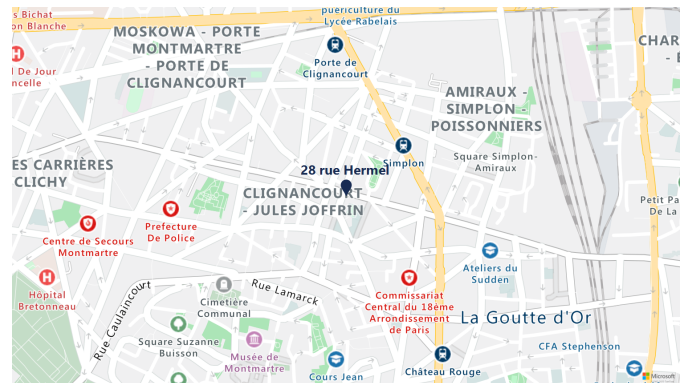 s Bichat
on Blanche
puériculture du
Lycée Rabelais
MOSKOWA - PORTE
MONTMARTRE
- PORTE DE
CLIGNANCOURT
Porte de
Clignancourt
CHAR
- É
l De Jour
ncelle
AMIRAUX -
SIMPLON -
POISSONNIERS
Simplon
Square Simplon-
Amiraux
ES CARRIÈRES
CLICHY
28 rue Hermel
CLIGNANCOURT
- JULES JOFFRIN
Petit Pa
De La
Prefecture
De Police
Centre de Secours
Montmartre
Ateliers du
Sudden
Hôpital
Bretonneau
Rue Caulaincourt
Rue Lamarck
Cimetière
Communal
Commissariat
Central du 18ème
Arrondissement
de Paris
La Goutte d'Or
Square Suzanne
Buisson
Musée de
Montmartre
CFA Stephenson
Cours Jean
Château Rouge
Microsoft